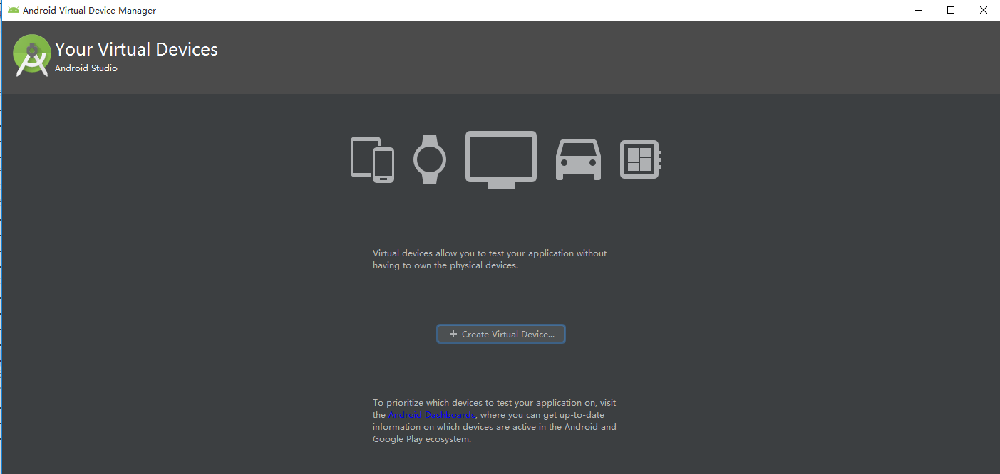 Android Virtual Device Manager
Your Virtual Devices
Android Studio
Virtual devices allow you to test your application without
having to own the physical devices.
Create Virtual Device...
To prioritize which devices to test your application on, visit
the Android Dashboards, where you can get up-to-date
information on which devices are active in the Android and
Google Play ecosystem.